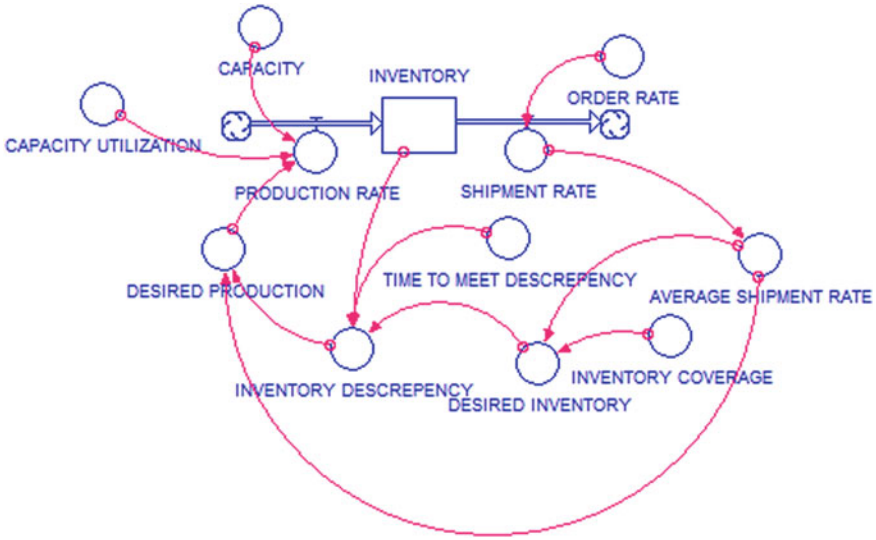 CAPACITY
INVENTORY
ORDER RATE
CAPACITY UTILIZATION
PRODUCTION RATE
SHIPMENT RATE
DESIRED PRODUCTION
TIME TO MEET DESCREPENCY
AVERAGE SHIPMENT RATE
INVENTORY DESCREPENCY
INVENTORY COVERAGE
DESIRED INVENTORY